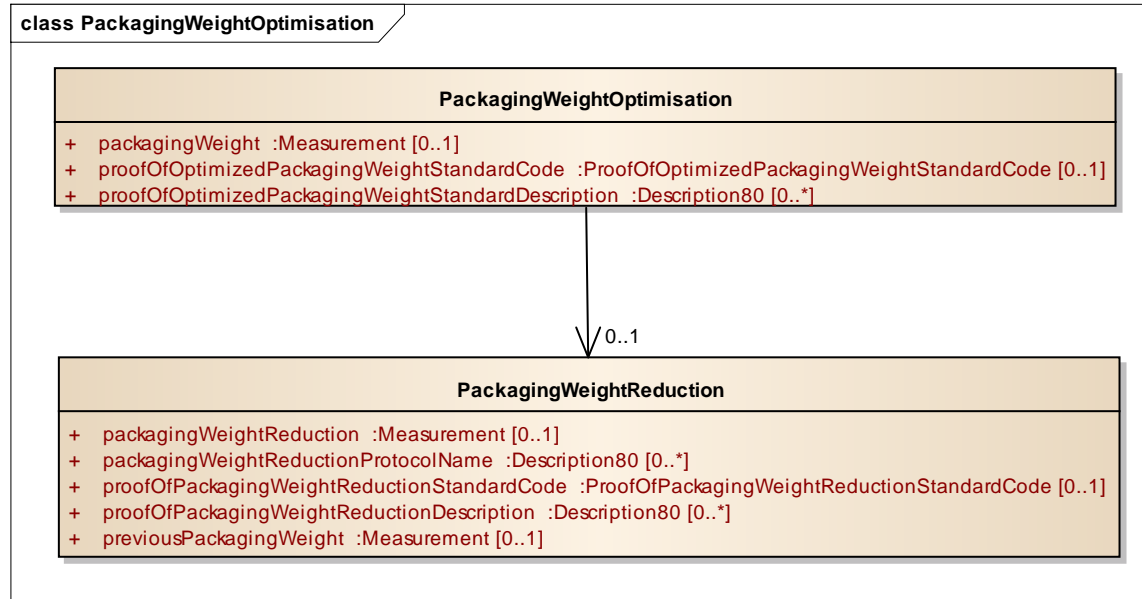 class PackagingWeightOptimisation
PackagingWeightOptimisation
+ packagingWeight :Measurement [0..1]
+ proofOfOptimizedPackagingWeightStandardCode :ProofOfOptimizedPackagingWeightStandardCode [0..1]
+ proofOfOptimizedPackagingWeightStandardDescription :Description80 [0..*]
0..1
PackagingWeightReduction
+ packagingWeightReduction :Measurement [0..1]
+ packagingWeightReductionProtocolName :Description80 [0..*]
+ proofOfPackagingWeightReductionStandardCode :ProofOfPackagingWeightReductionStandardCode [0..1]
+ proofOfPackagingWeightReductionDescription :Description80 [0..*]
+ previousPackagingWeight :Measurement [0..1]